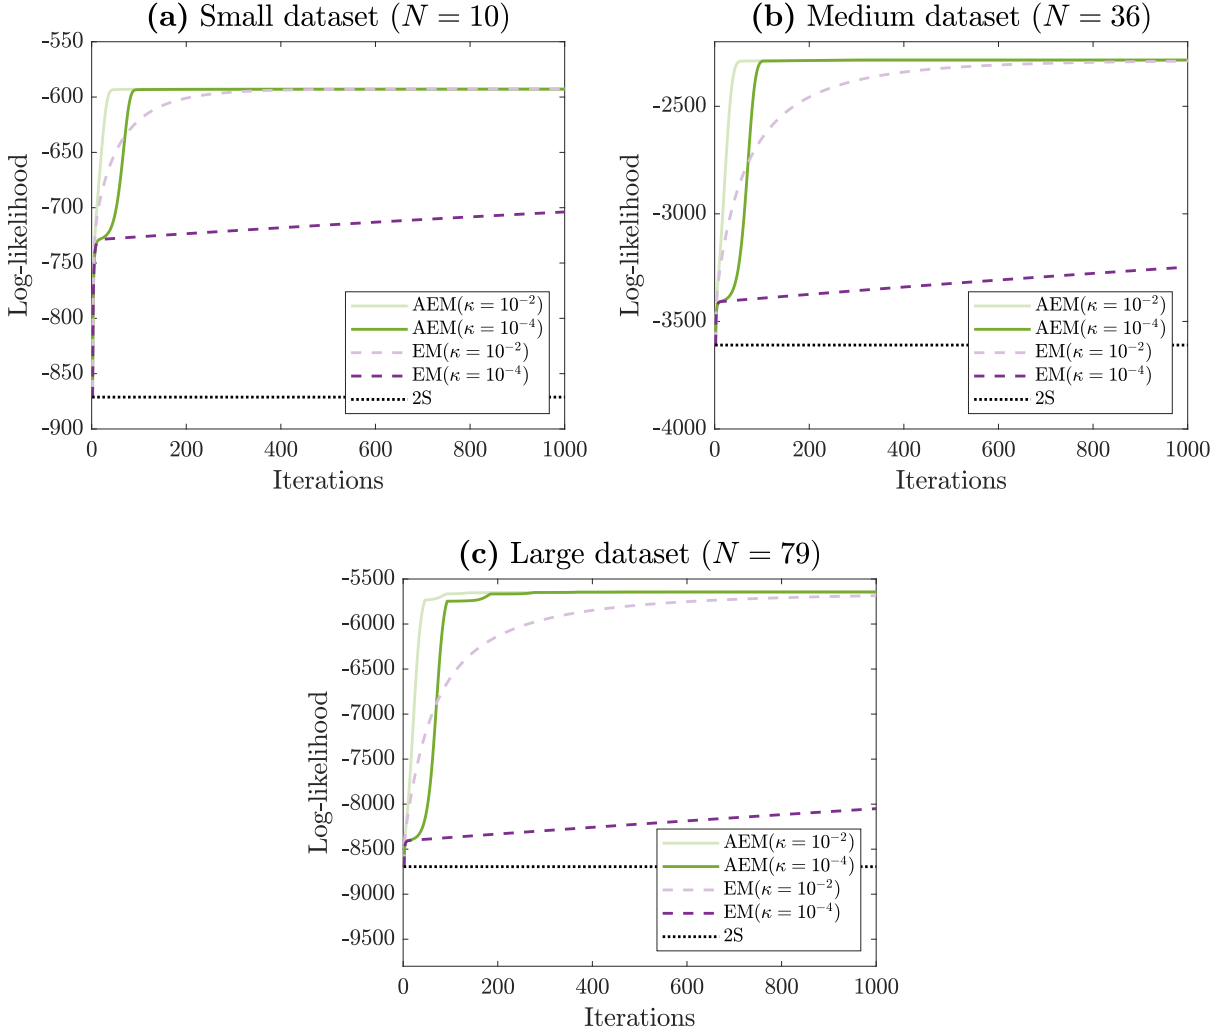 (a) Small dataset (N = 10)
-550
-600
-650
-700
-750
-800
-850
-900
Log-likelihood
0 200 400 600 800 1000
Iterations
AEM(κ = 10⁻²)
AEM(κ = 10⁻⁴)
EM(κ = 10⁻²)
EM(κ = 10⁻⁴)
2S
(b) Medium dataset (N = 36)
-2500
-3000
-3500
-4000
Log-likelihood
0 200 400 600 800 1000
Iterations
AEM(κ = 10⁻²)
AEM(κ = 10⁻⁴)
EM(κ = 10⁻²)
EM(κ = 10⁻⁴)
2S
(c) Large dataset (N = 79)
-5500
-6000
-6500
-7000
-7500
-8000
-8500
-9000
-9500
Log-likelihood
0 200 400 600 800 1000
Iterations
AEM(κ = 10⁻²)
AEM(κ = 10⁻⁴)
EM(κ = 10⁻²)
EM(κ = 10⁻⁴)
2S